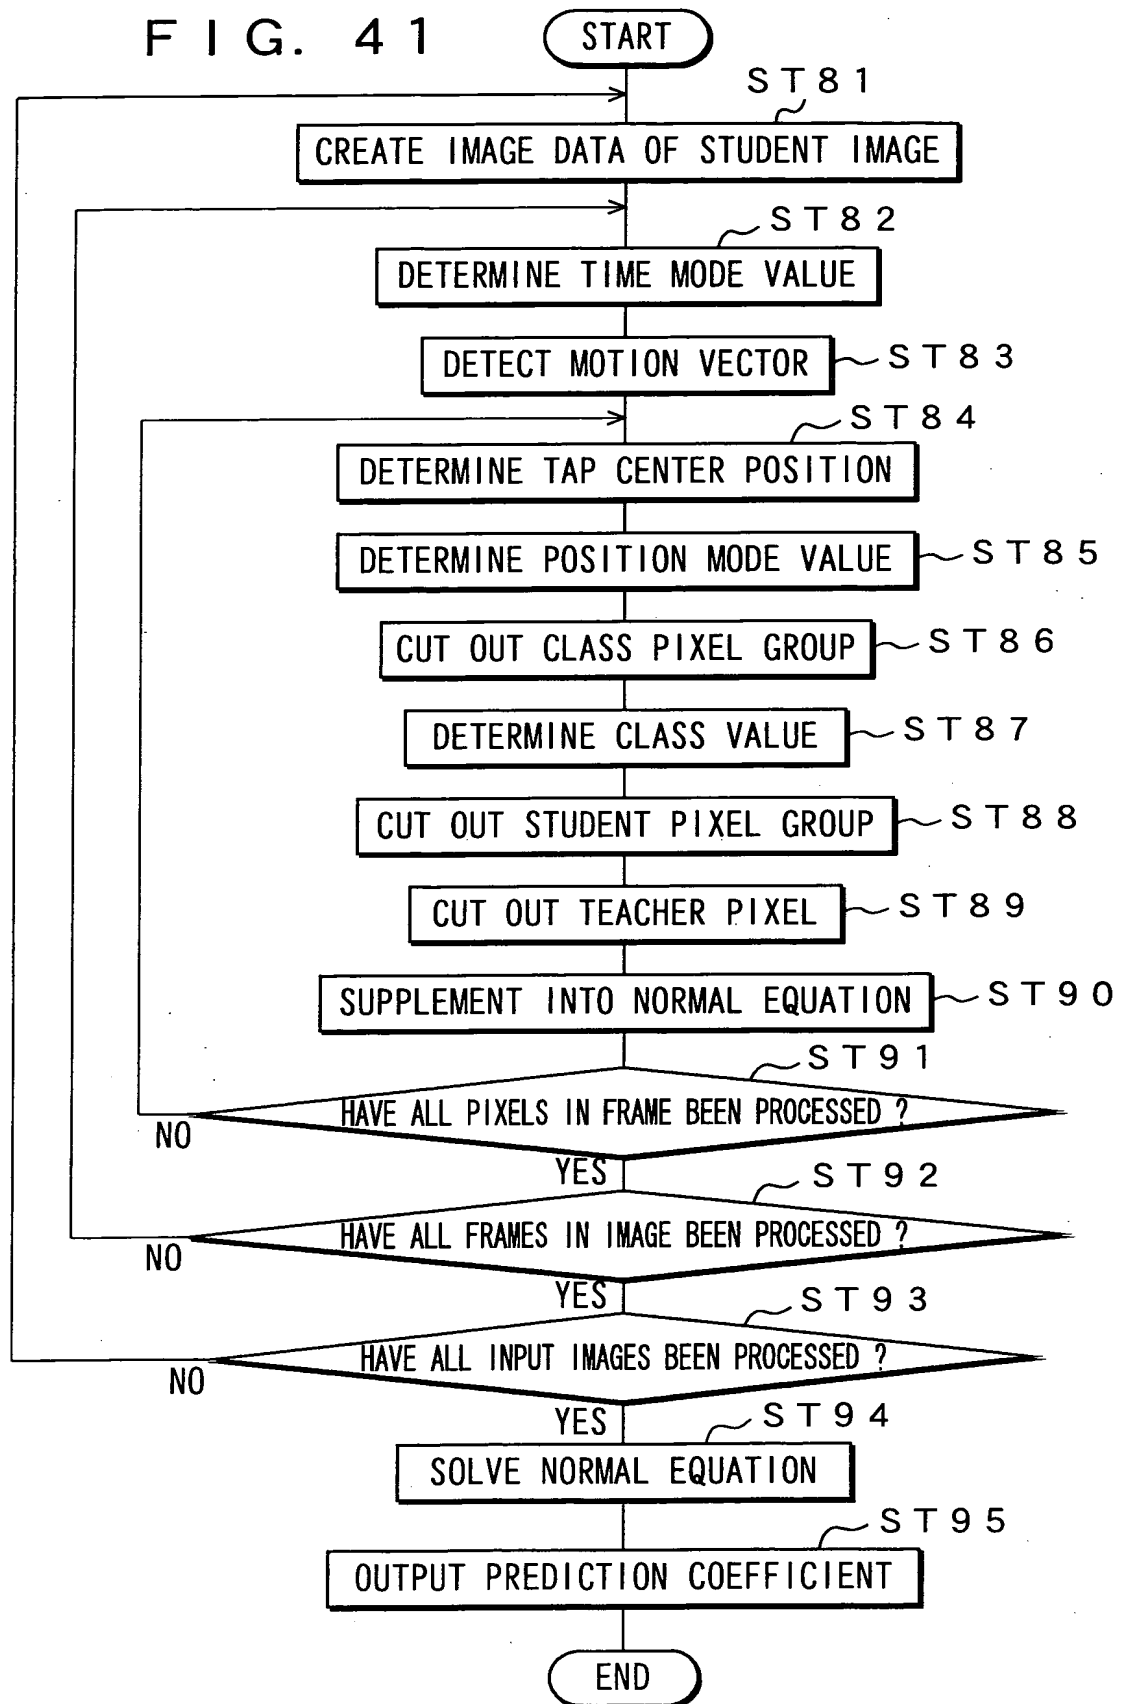 FIG. 41
START
ST81
CREATE IMAGE DATA OF STUDENT IMAGE
ST82
DETERMINE TIME MODE VALUE
DETECT MOTION VECTOR
ST83
ST84
DETERMINE TAP CENTER POSITION
DETERMINE POSITION MODE VALUE
ST85
CUT OUT CLASS PIXEL GROUP
ST86
DETERMINE CLASS VALUE
ST87
CUT OUT STUDENT PIXEL GROUP
ST88
CUT OUT TEACHER PIXEL
ST89
SUPPLEMENT INTO NORMAL EQUATION
ST90
ST91
HAVE ALL PIXELS IN FRAME BEEN PROCESSED ?
NO
YES
ST92
HAVE ALL FRAMES IN IMAGE BEEN PROCESSED ?
NO
YES
ST93
HAVE ALL INPUT IMAGES BEEN PROCESSED ?
NO
YES
ST94
SOLVE NORMAL EQUATION
ST95
OUTPUT PREDICTION COEFFICIENT
END